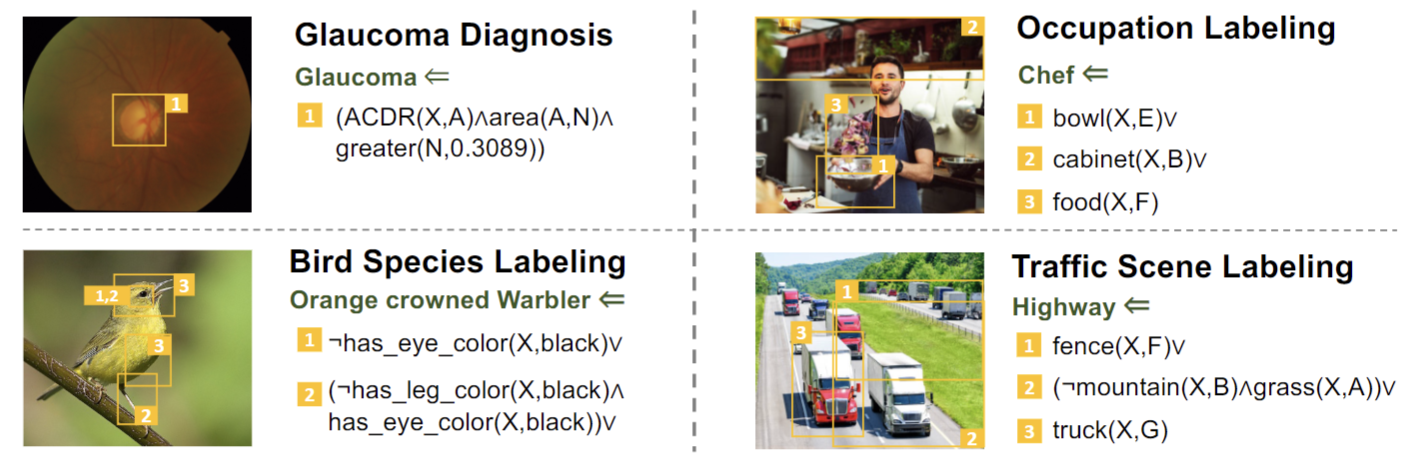 Glaucoma Diagnosis
Glaucoma ⇐
1 (ACDR(X,A)∧area(A,N)∧
greater(N,0.3089))
1
Occupation Labeling
Chef ⇐
1 bowl(X,E)∨
2 cabinet(X,B)∨
3 food(X,F)
2
3
1
Bird Species Labeling
Orange crowned Warbler ⇐
1 ¬has_eye_color(X,black)∨
2 (¬has_leg_color(X,black)∧
has_eye_color(X,black))∨
1,2
3
3
2
Traffic Scene Labeling
Highway ⇐
1 fence(X,F)∨
2 (¬mountain(X,B)∧grass(X,A))∨
3 truck(X,G)
1
3
2